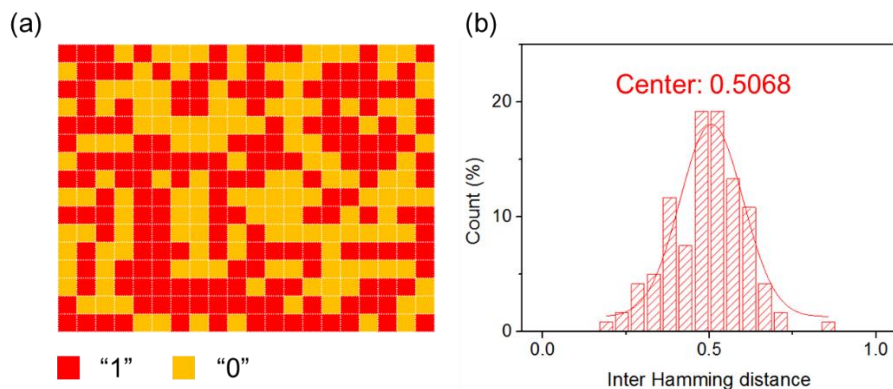 (a)
“1”
“0”
(b)
Center: 0.5068
Count (%)
20
10
0
0.0
0.5
1.0
Inter Hamming distance